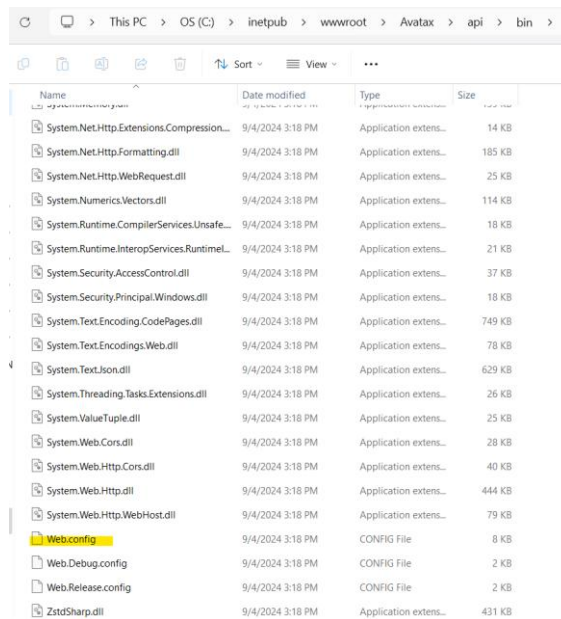 This PC > OS (C:) > inetpub > wwwroot > Avatax > api > bin >
Sort View ...
Name Date modified Type Size
System.Net.Http.Extensions.Compression... 9/4/2024 3:18 PM Application extens... 14 KB
System.Net.Http.Formatting.dll 9/4/2024 3:18 PM Application extens... 185 KB
System.Net.Http.WebRequest.dll 9/4/2024 3:18 PM Application extens... 25 KB
System.Numerics.Vectors.dll 9/4/2024 3:18 PM Application extens... 114 KB
System.Runtime.CompilerServices.Unsafe... 9/4/2024 3:18 PM Application extens... 18 KB
System.Runtime.InteropServices.RuntimeI... 9/4/2024 3:18 PM Application extens... 21 KB
System.Security.AccessControl.dll 9/4/2024 3:18 PM Application extens... 37 KB
System.Security.Principal.Windows.dll 9/4/2024 3:18 PM Application extens... 18 KB
System.Text.Encoding.CodePages.dll 9/4/2024 3:18 PM Application extens... 749 KB
System.Text.Encodings.Web.dll 9/4/2024 3:18 PM Application extens... 78 KB
System.Text.Json.dll 9/4/2024 3:18 PM Application extens... 629 KB
System.Threading.Tasks.Extensions.dll 9/4/2024 3:18 PM Application extens... 26 KB
System.ValueTuple.dll 9/4/2024 3:18 PM Application extens... 25 KB
System.Web.Cors.dll 9/4/2024 3:18 PM Application extens... 28 KB
System.Web.Http.Cors.dll 9/4/2024 3:18 PM Application extens... 40 KB
System.Web.Http.dll 9/4/2024 3:18 PM Application extens... 444 KB
System.Web.Http.WebHost.dll 9/4/2024 3:18 PM Application extens... 79 KB
Web.config 9/4/2024 3:18 PM CONFIG File 8 KB
Web.Debug.config 9/4/2024 3:18 PM CONFIG File 2 KB
Web.Release.config 9/4/2024 3:18 PM CONFIG File 2 KB
ZstdSharp.dll 9/4/2024 3:18 PM Application extens... 431 KB